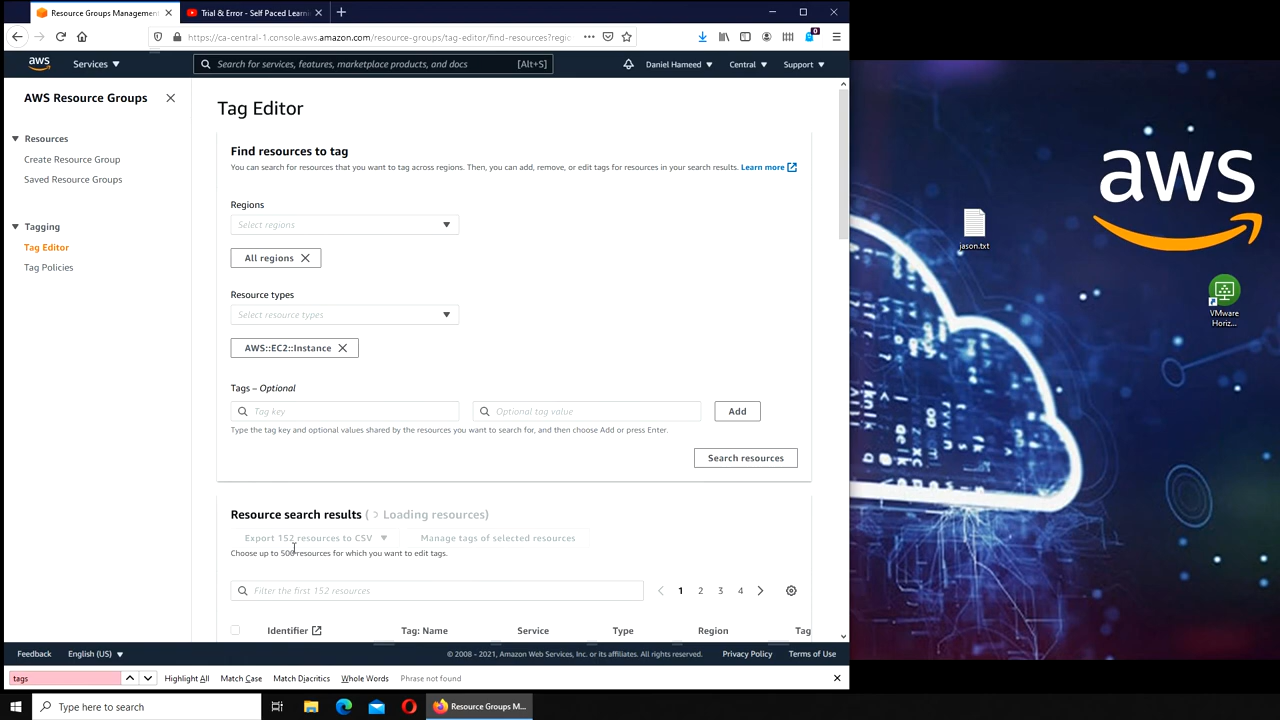 Resource Groups Management
Trial & Error - Self Paced Learni
https://ca-central-1.console.aws.amazon.com/resource-groups/tag-editor/find-resources?regic
0
aws
Services
Search for services, features, marketplace products, and docs
[Alt+S]
Daniel Hameed
Central
Support
AWS Resource Groups
Resources
Create Resource Group
Saved Resource Groups
Tagging
Tag Editor
Tag Policies
Tag Editor
Find resources to tag
You can search for resources that you want to tag across regions. Then, you can add, remove, or edit tags for resources in your search results. Learn more
Regions
Select regions
All regions
Resource types
Select resource types
AWS::EC2::Instance
Tags – Optional
Tag key
Optional tag value
Add
Type the tag key and optional values shared by the resources you want to search for, and then choose Add or press Enter.
Search resources
Resource search results ( Loading resources)
Export 152 resources to CSV
Manage tags of selected resources
Choose up to 500 resources for which you want to edit tags.
Filter the first 152 resources
1 2 3 4
Identifier
Tag: Name
Service
Type
Region
Tag
Feedback
English (US)
© 2008 - 2021, Amazon Web Services, Inc. or its affiliates. All rights reserved.
Privacy Policy
Terms of Use
tags
Highlight All
Match Case
Match Diacritics
Whole Words
Phrase not found
Type here to search
Resource Groups M...
aws
jason.txt
VMware
Horiz...